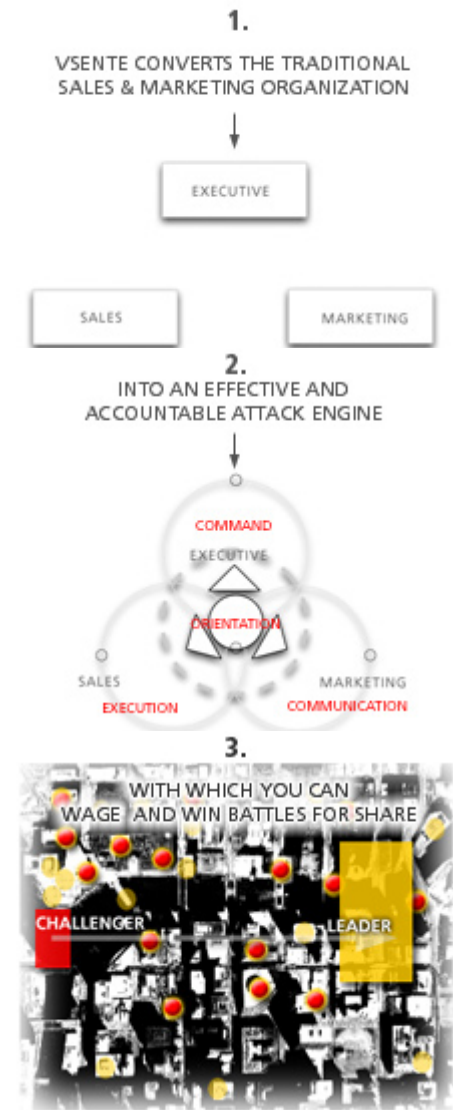 1.
VSENTE CONVERTS THE TRADITIONAL
SALES & MARKETING ORGANIZATION
EXECUTIVE
SALES
MARKETING
2.
INTO AN EFFECTIVE AND
ACCOUNTABLE ATTACK ENGINE
COMMAND
EXECUTIVE
ORIENTATION
SALES
MARKETING
EXECUTION
COMMUNICATION
3.
WITH WHICH YOU CAN
WAGE AND WIN BATTLES FOR SHARE
CHALLENGER
LEADER